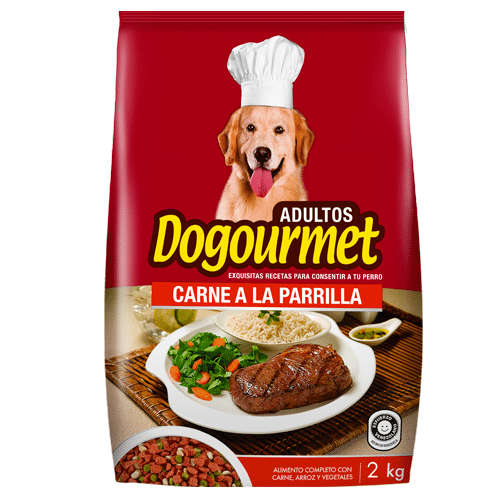 ADULTOS
Dogourmet
EXQUISITAS RECETAS PARA CONSENTIR A TU PERRO
CARNE A LA PARRILLA
ALIMENTO COMPLETO CON
CARNE, ARROZ Y VEGETALES
2 kg